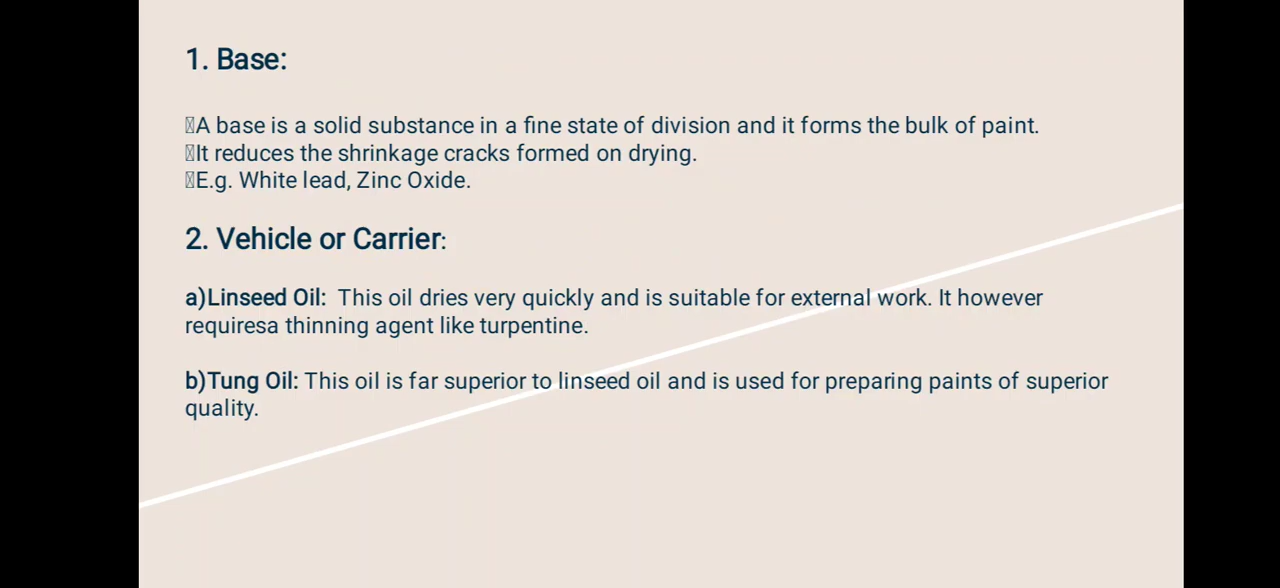 1. Base:
A base is a solid substance in a fine state of division and it forms the bulk of paint.
It reduces the shrinkage cracks formed on drying.
E.g. White lead, Zinc Oxide.
2. Vehicle or Carrier:
a)Linseed Oil: This oil dries very quickly and is suitable for external work. It however
requiresa thinning agent like turpentine.
b)Tung Oil: This oil is far superior to linseed oil and is used for preparing paints of superior
quality.